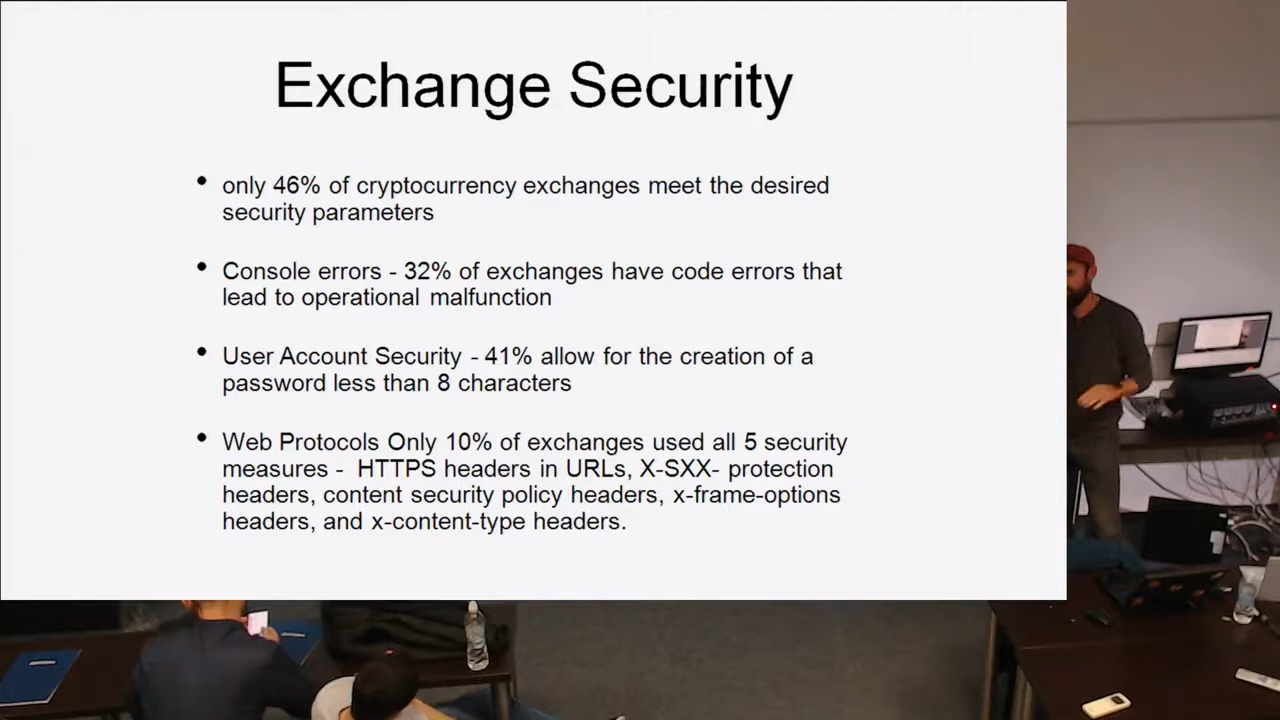 Exchange Security
• only 46% of cryptocurrency exchanges meet the desired
security parameters
• Console errors - 32% of exchanges have code errors that
lead to operational malfunction
• User Account Security - 41% allow for the creation of a
password less than 8 characters
• Web Protocols Only 10% of exchanges used all 5 security
measures -  HTTPS headers in URLs, X-SXX- protection
headers, content security policy headers, x-frame-options
headers, and x-content-type headers.